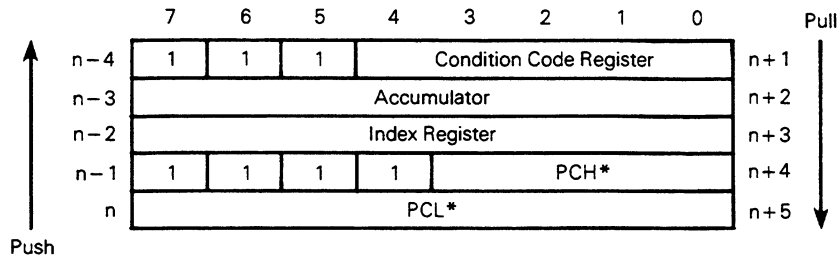 7 6 5 4 3 2 1 0
Pull
n−4 1 1 1 Condition Code Register n+1
n−3 Accumulator n+2
n−2 Index Register n+3
n−1 1 1 1 1 PCH* n+4
n PCL* n+5
Push